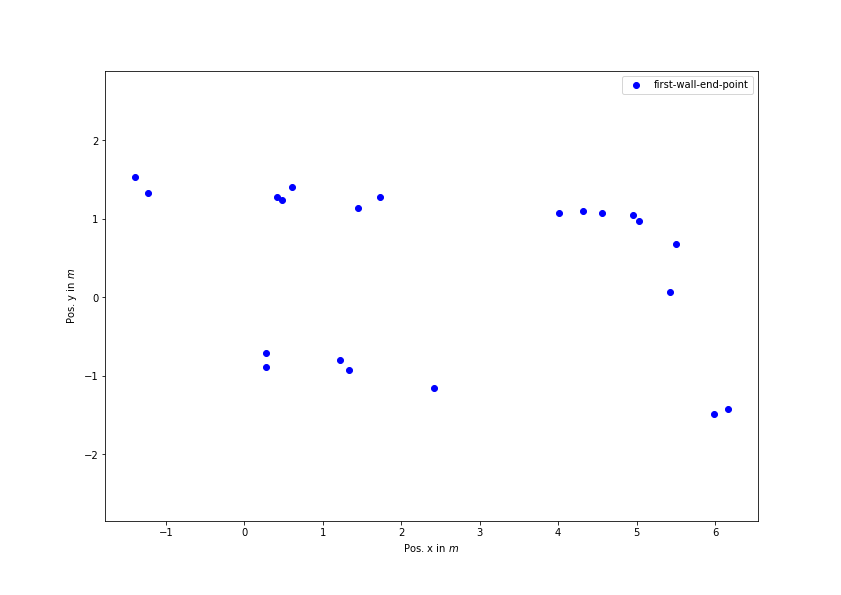 first-wall-end-point
2
1
0
−1
−2
Pos. y in m
−1 0 1 2 3 4 5 6
Pos. x in m